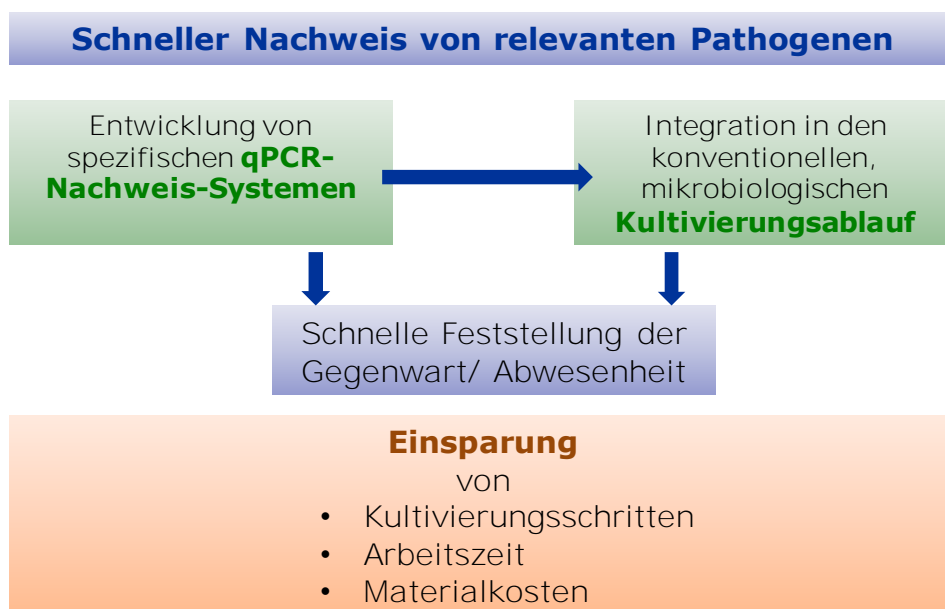 Schneller Nachweis von relevanten Pathogenen
Entwicklung von
spezifischen qPCR-
Nachweis-Systemen
Integration in den
konventionellen,
mikrobiologischen
Kultivierungsablauf
Schnelle Feststellung der
Gegenwart/ Abwesenheit
Einsparung
von
• Kultivierungsschritten
• Arbeitszeit
• Materialkosten